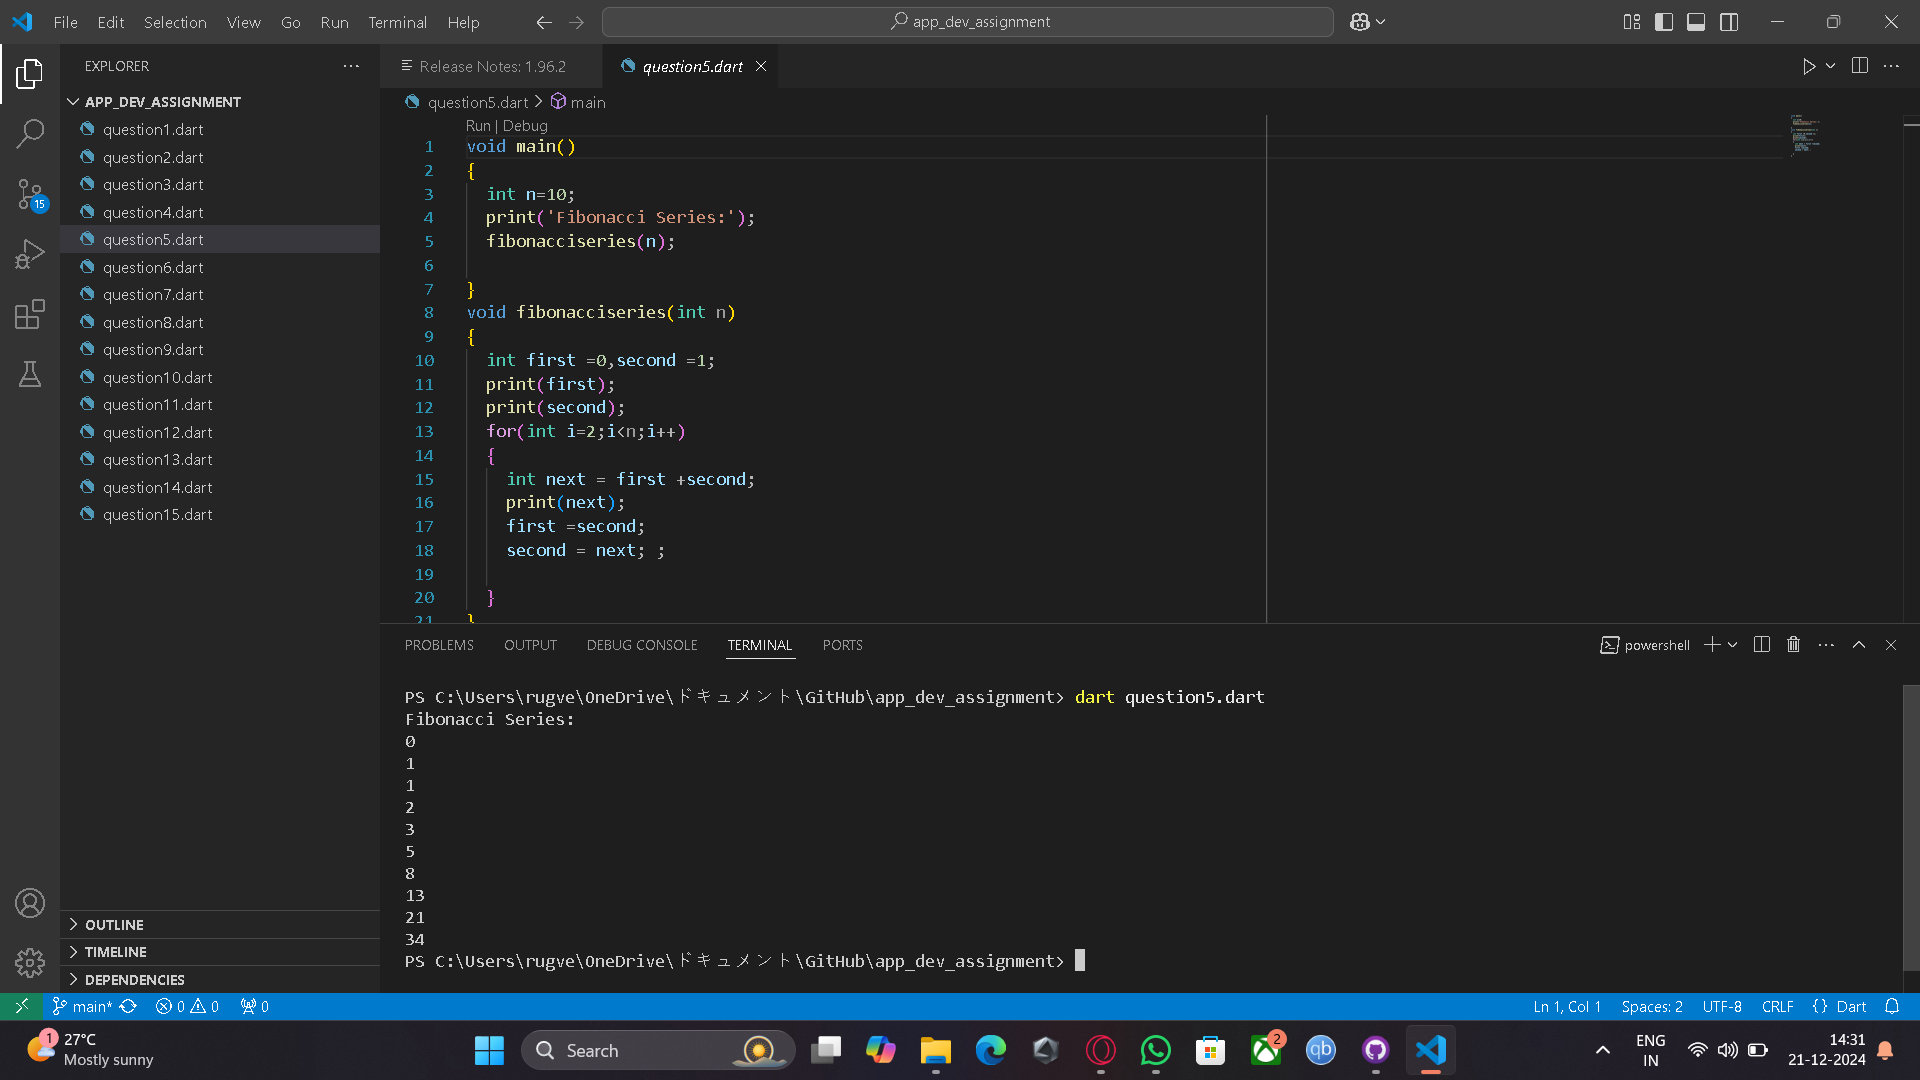 File Edit Selection View Go Run Terminal Help
app_dev_assignment
EXPLORER
Release Notes: 1.96.2
question5.dart
APP_DEV_ASSIGNMENT
question1.dart
question2.dart
question3.dart
question4.dart
question5.dart
question6.dart
question7.dart
question8.dart
question9.dart
question10.dart
question11.dart
question12.dart
question13.dart
question14.dart
question15.dart
15
OUTLINE
TIMELINE
DEPENDENCIES
question5.dart > main
Run | Debug
1 void main()
2 {
3 int n=10;
4 print('Fibonacci Series:');
5 fibonacciseries(n);
6
7 }
8 void fibonacciseries(int n)
9 {
10 int first =0,second =1;
11 print(first);
12 print(second);
13 for(int i=2;i<n;i++)
14 {
15 int next = first +second;
16 print(next);
17 first =second;
18 second = next; ;
19
20 }
21 }
PROBLEMS OUTPUT DEBUG CONSOLE TERMINAL PORTS
powershell
PS C:\Users\rugve\OneDrive\ドキュメント\GitHub\app_dev_assignment> dart question5.dart
Fibonacci Series:
0
1
1
2
3
5
8
13
21
34
PS C:\Users\rugve\OneDrive\ドキュメント\GitHub\app_dev_assignment>
main* 0 0 0
Ln 1, Col 1 Spaces: 2 UTF-8 CRLF {} Dart
1
27°C
Mostly sunny
Search
2
qb
ENG
IN
14:31
21-12-2024